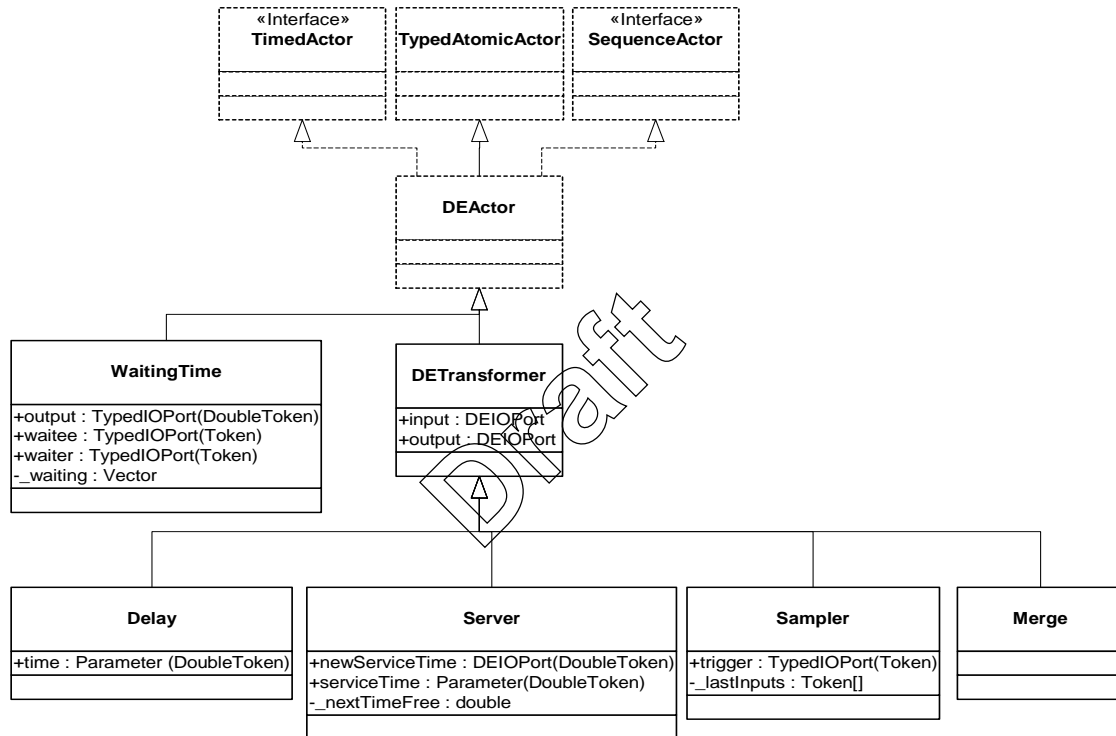 «Interface»
TimedActor
TypedAtomicActor
«Interface»
SequenceActor
DEActor
WaitingTime
+output : TypedIOPort(DoubleToken)
+waitee : TypedIOPort(Token)
+waiter : TypedIOPort(Token)
-_waiting : Vector
DETransformer
+input : DEIOPort
+output : DEIOPort
Draft
Delay
+time : Parameter (DoubleToken)
Server
+newServiceTime : DEIOPort(DoubleToken)
+serviceTime : Parameter(DoubleToken)
-_nextTimeFree : double
Sampler
+trigger : TypedIOPort(Token)
-_lastInputs : Token[]
Merge